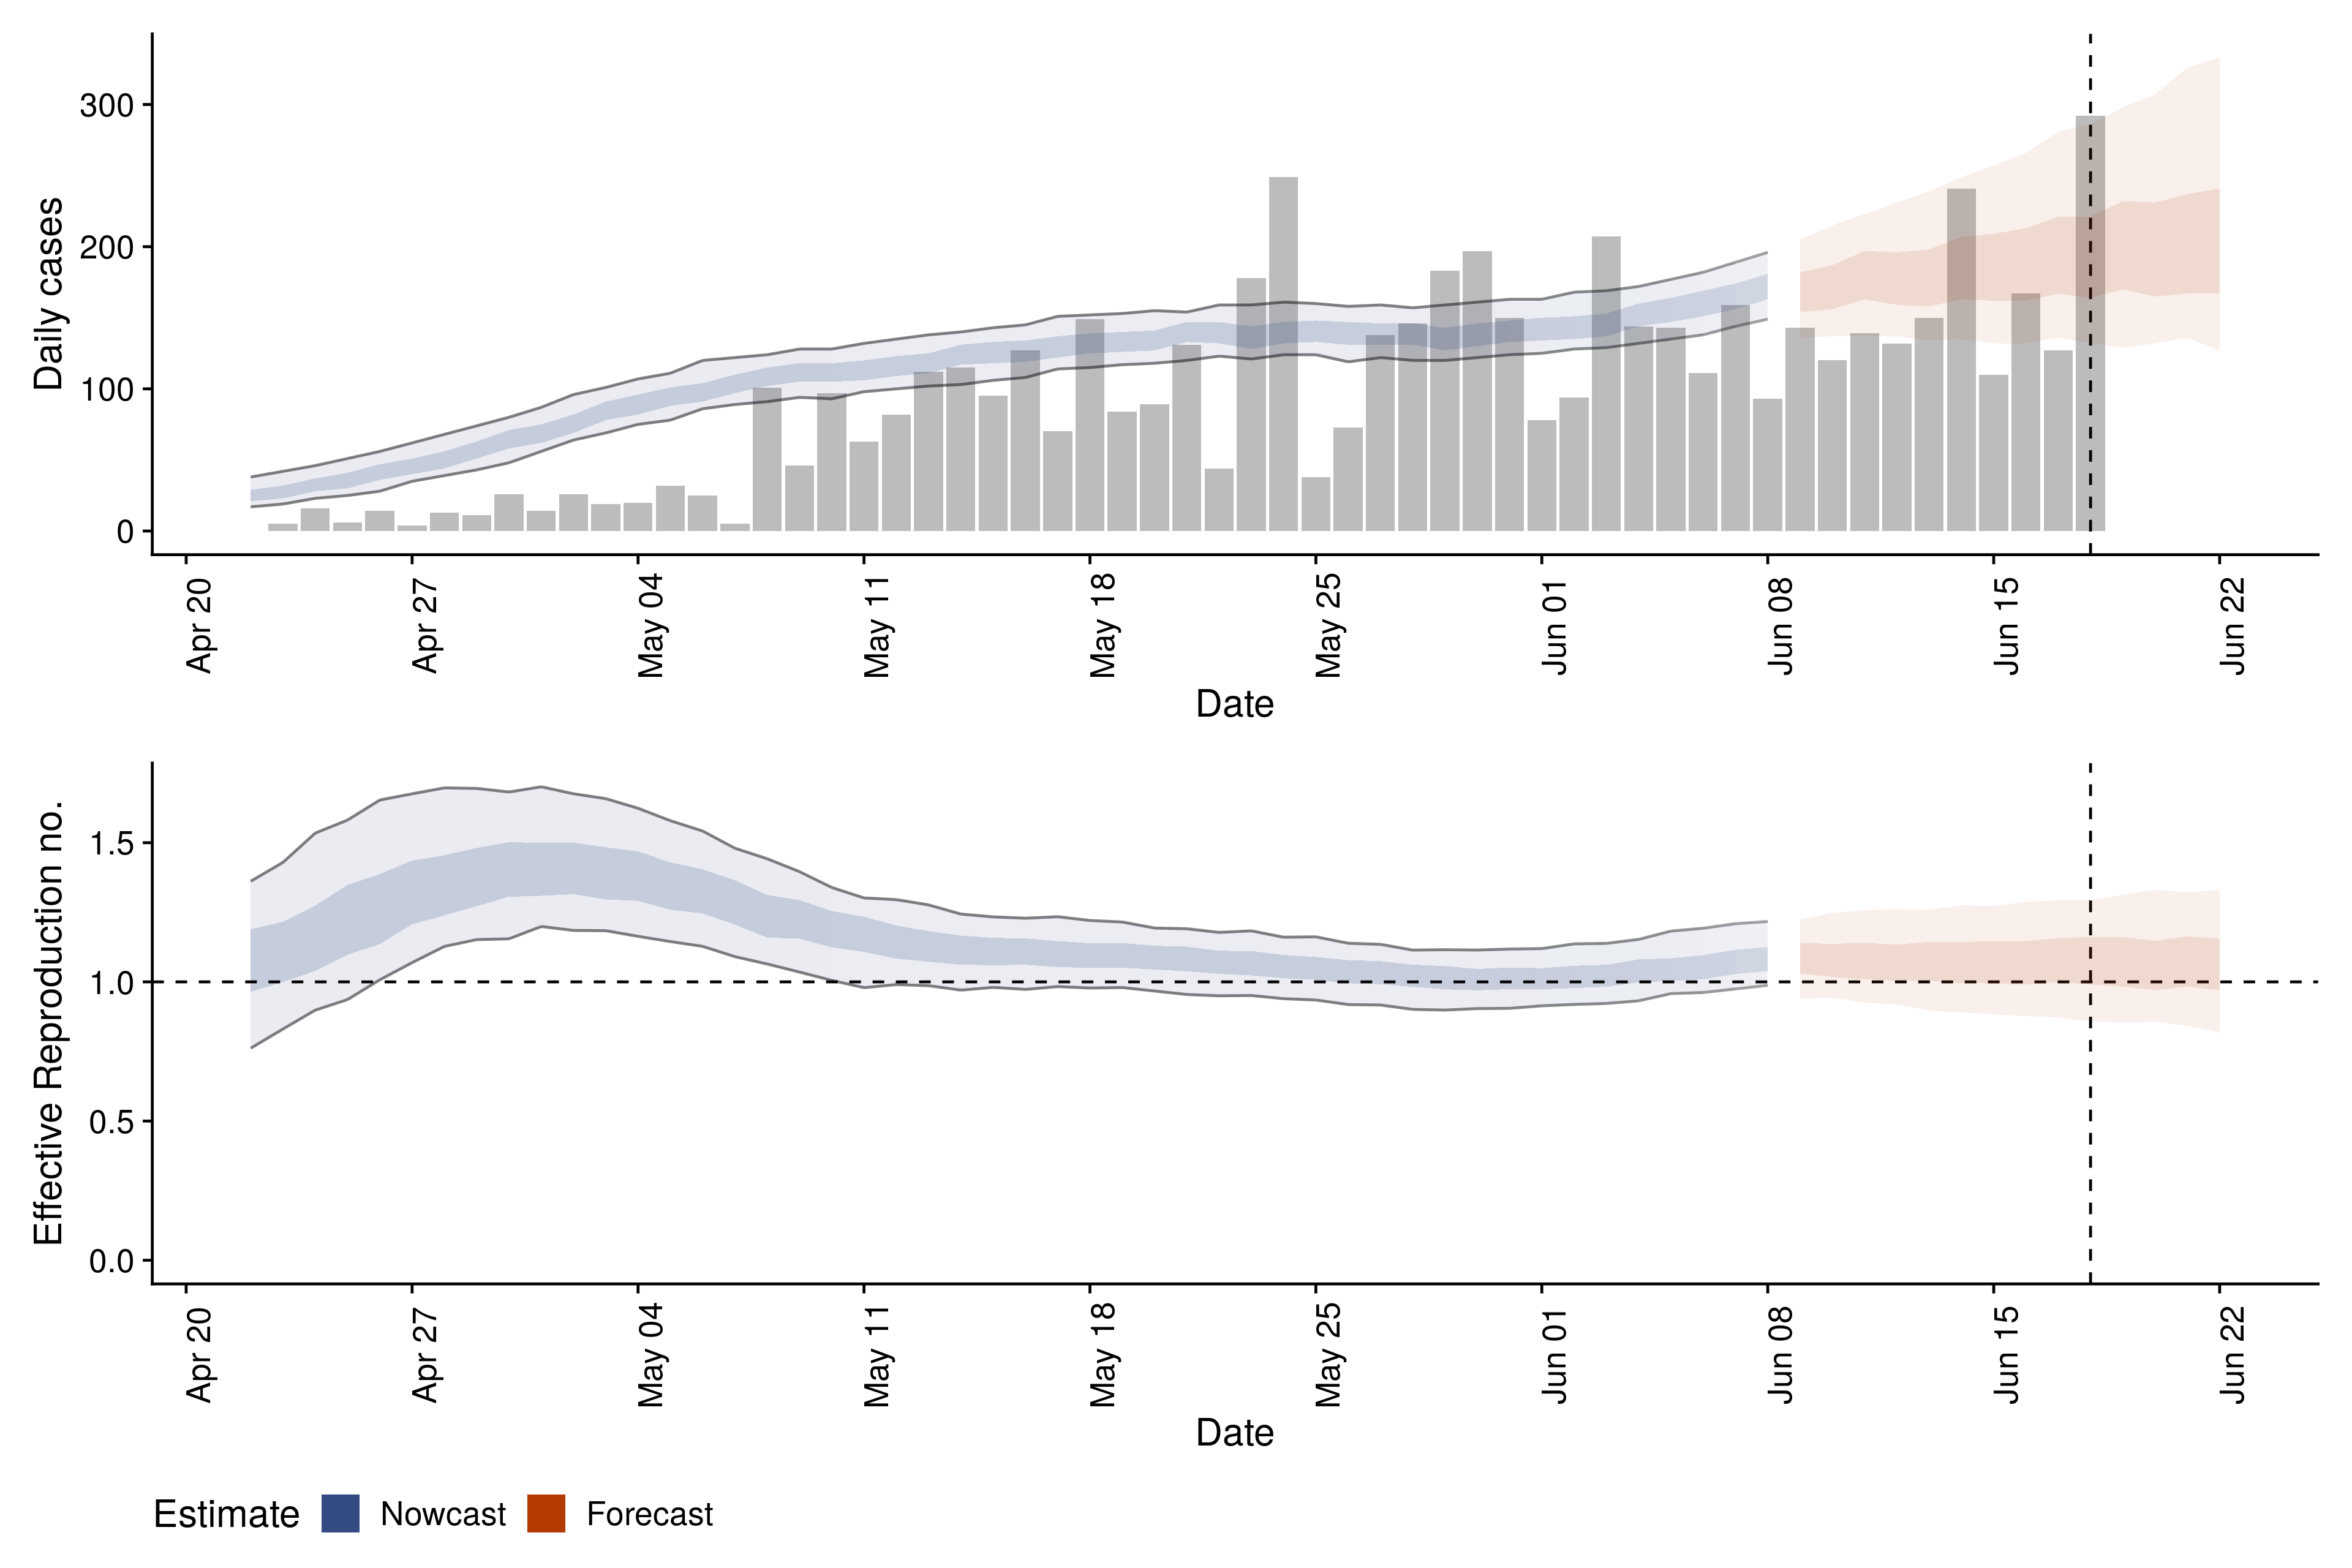 Daily cases
300
200
100
0
Apr 20
Apr 27
May 04
May 11
May 18
May 25
Jun 01
Jun 08
Jun 15
Jun 22
Date
Effective Reproduction no.
1.5
1.0
0.5
0.0
Apr 20
Apr 27
May 04
May 11
May 18
May 25
Jun 01
Jun 08
Jun 15
Jun 22
Date
Estimate Nowcast Forecast